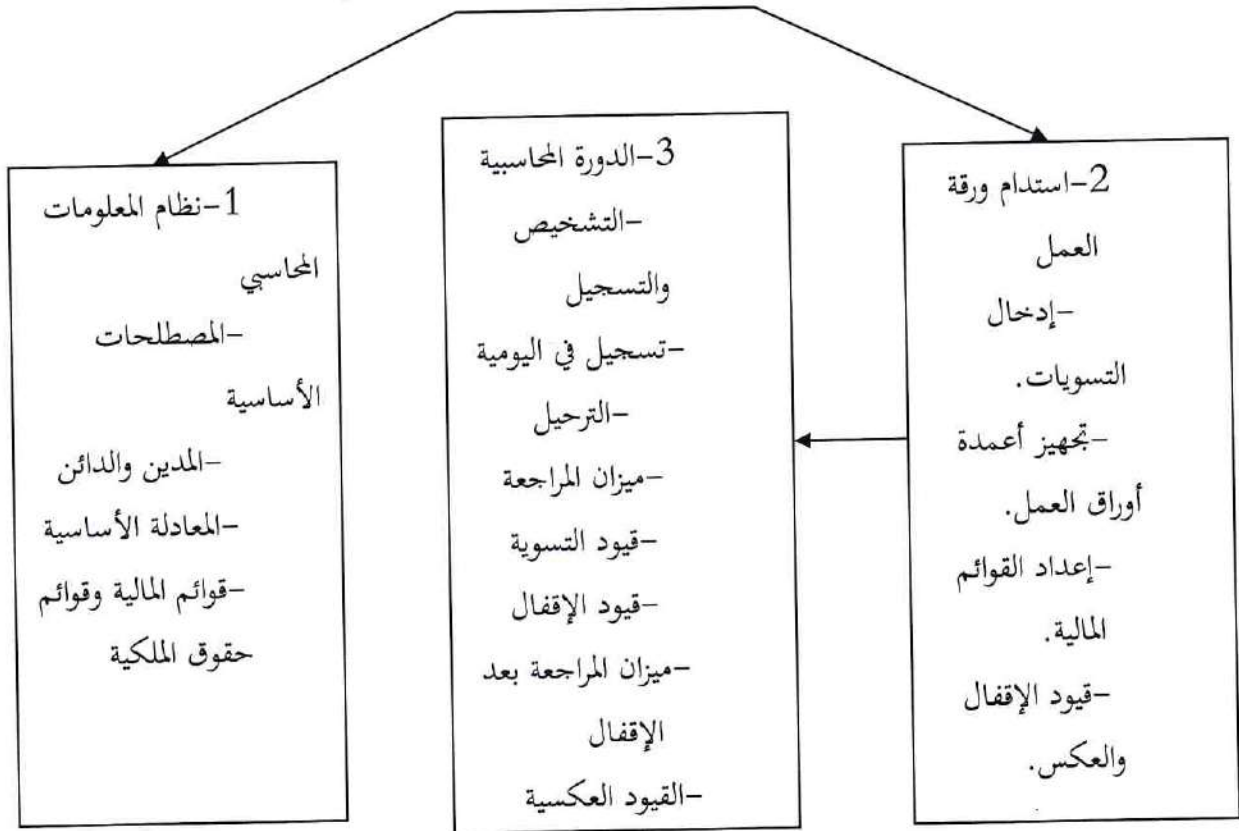 1-نظام المعلومات
المحاسبي
-المصطلحات
الأساسية
-المدين والدائن
-المعادلة الأساسية
-قوائم المالية وقوائم
حقوق الملكية
2-استدام ورقة
العمل
-إدخال
التسويات.
-تجهيز أعمدة
أوراق العمل.
-إعداد القوائم
المالية.
-قيود الإقفال
والعكس.
3-الدورة المحاسبية
-التشخيص
والتسجيل
-تسجيل في اليومية
-الترحيل
-ميزان المراجعة
-قيود التسوية
-قيود الإقفال
-ميزان المراجعة بعد
الإقفال
-القيود العكسية